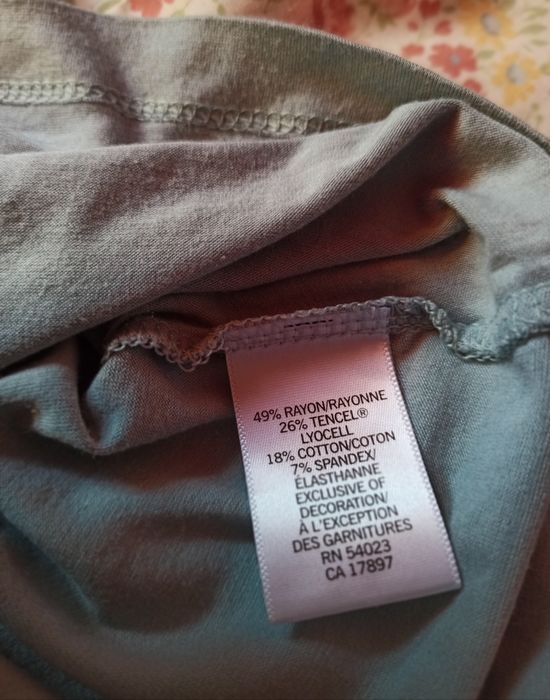 49% RAYON/RAYONNE
26% TENCEL®
LYOCELL
18% COTTON/COTON
7% SPANDEX/
ÉLASTHANNE
EXCLUSIVE OF
DECORATION/
À L'EXCEPTION
DES GARNITURES
RN 54023
CA 17897